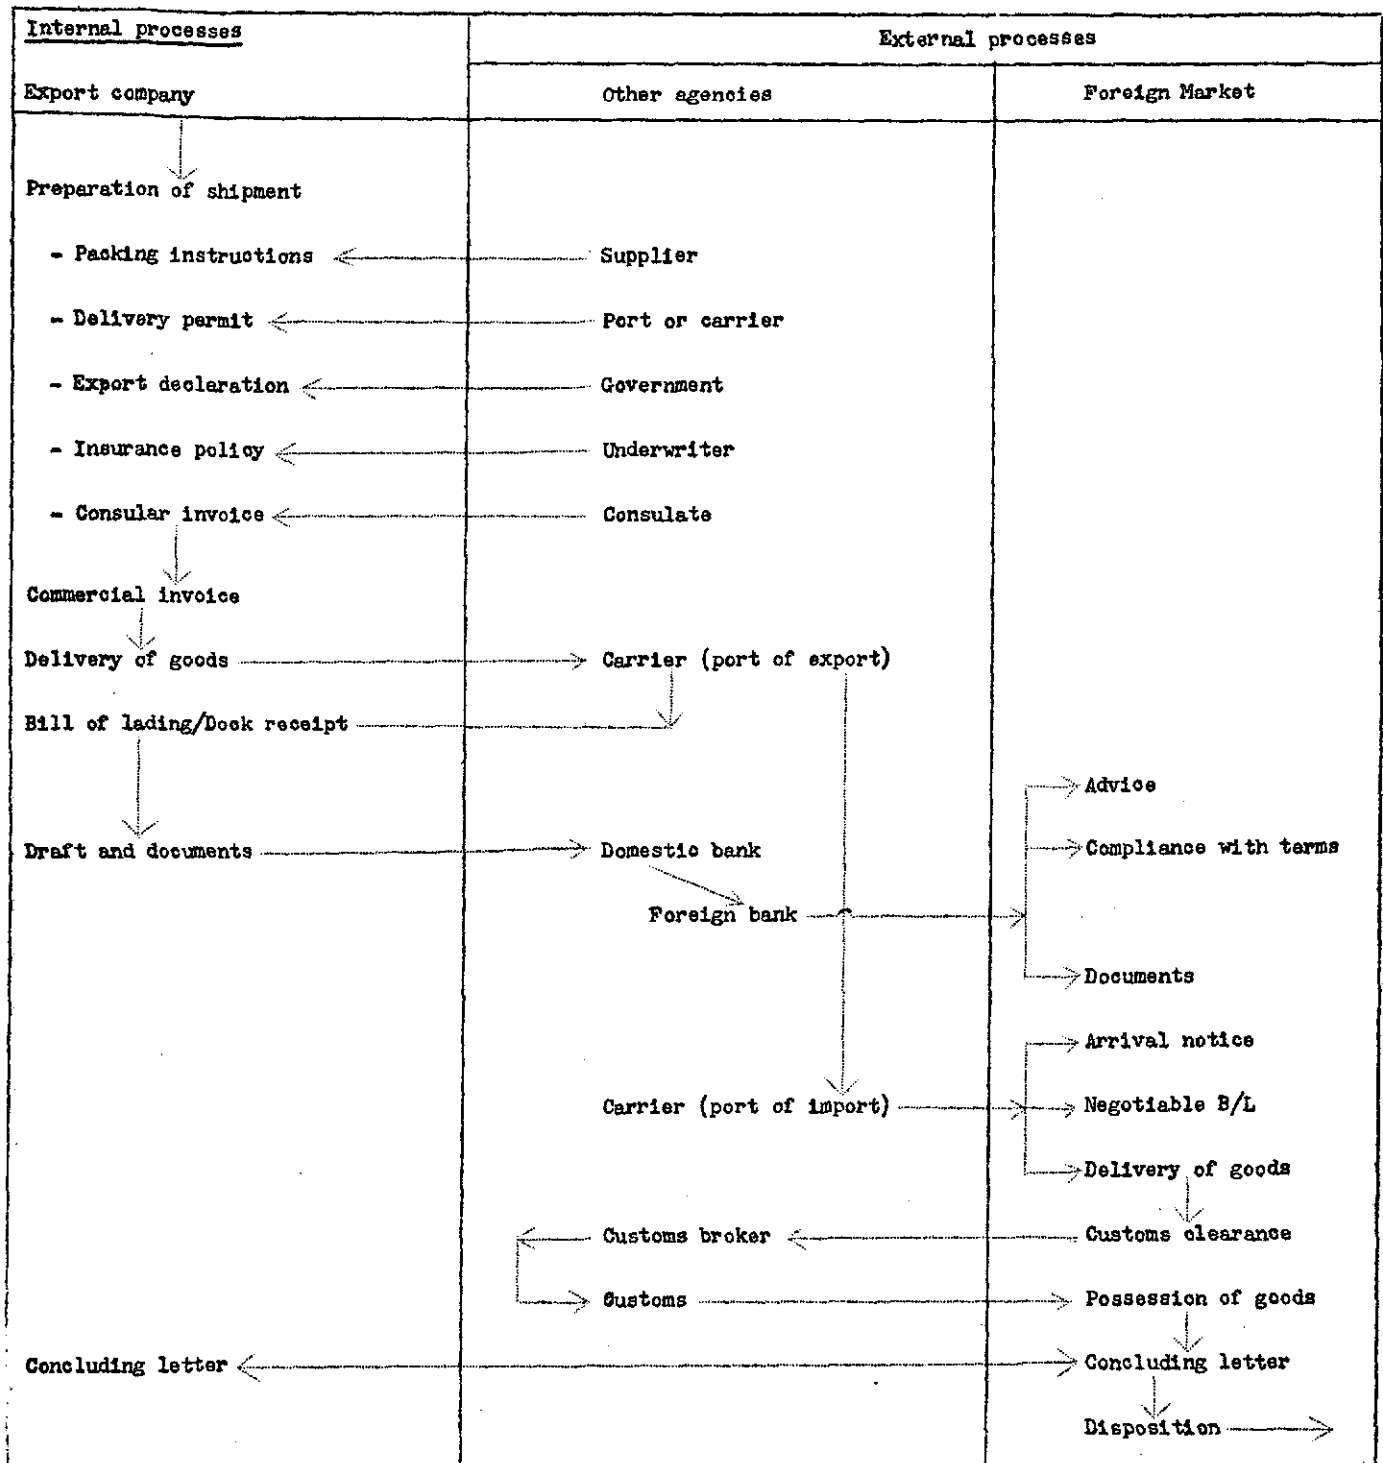 Internal processes
External processes
Export company
Other agencies
Foreign Market
Preparation of shipment
- Packing instructions
Supplier
- Delivery permit
Port or carrier
- Export declaration
Government
- Insurance policy
Underwriter
- Consular invoice
Consulate
Commercial invoice
Delivery of goods
Carrier (port of export)
Bill of lading/Dock receipt
Advice
Draft and documents
Domestic bank
Compliance with terms
Foreign bank
Documents
Arrival notice
Carrier (port of import)
Negotiable B/L
Delivery of goods
Customs broker
Customs clearance
Customs
Possession of goods
Concluding letter
Concluding letter
Disposition